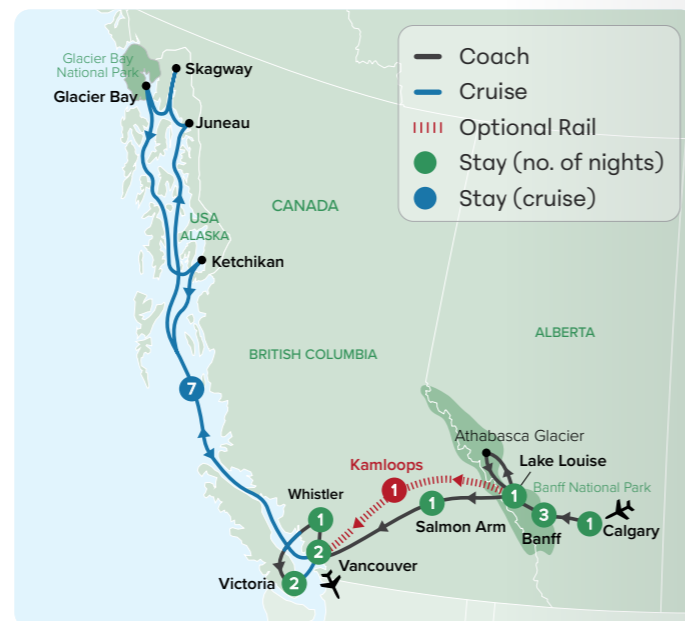 Coach
Cruise
Optional Rail
Stay (no. of nights)
Stay (cruise)
Glacier Bay
National Park
Glacier Bay
Skagway
Juneau
CANADA
USA
ALASKA
Ketchikan
ALBERTA
BRITISH COLUMBIA
7
Athabasca Glacier
Lake Louise
Kamloops
1
Banff National Park
1
Whistler
1
1
Salmon Arm
3
Banff
1
Calgary
2
Vancouver
Victoria
2